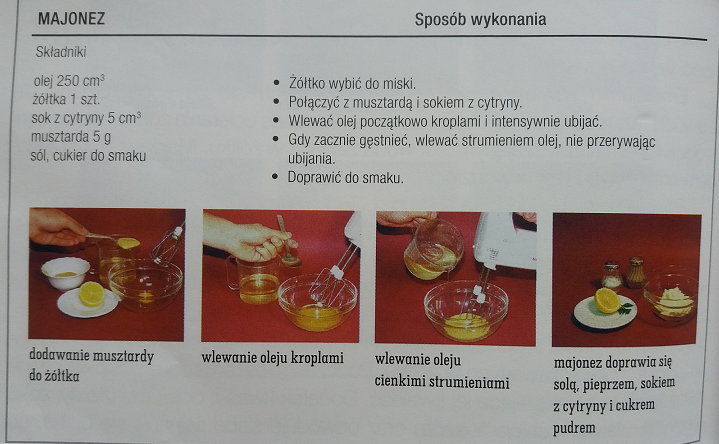 MAJONEZ
Sposób wykonania
Składniki
olej 250 cm³
żółtka 1 szt.
sok z cytryny 5 cm³
musztarda 5 g
sól, cukier do smaku
• Żółtko wybić do miski.
• Połączyć z musztardą i sokiem z cytryny.
• Wlewać olej początkowo kroplami i intensywnie ubijać.
• Gdy zacznie gęstnieć, wlewać strumieniem olej, nie przerywając
ubijania.
• Doprawić do smaku.
dodawanie musztardy
do żółtka
wlewanie oleju kroplami
wlewanie oleju
cienkimi strumieniami
majonez doprawia się
solą, pieprzem, sokiem
z cytryny i cukrem
pudrem